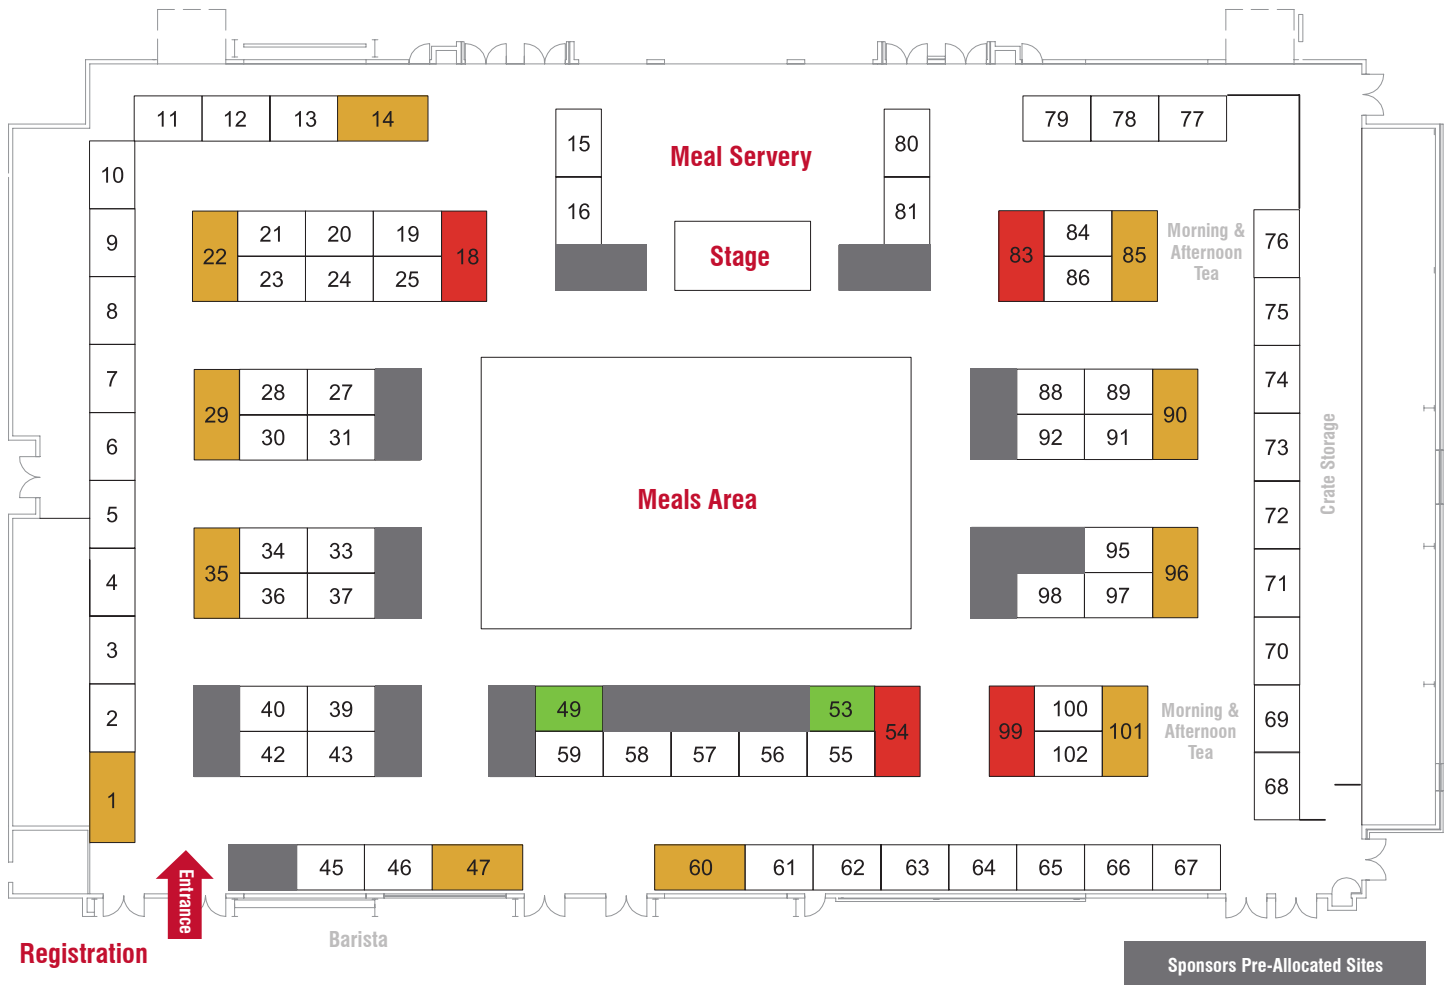 11 12 13 14
79 78 77
15
80
Meal Servery
10
16
81
21 20 19
22
18
23 24 25
Stage
83
84
85
86
Morning &
Afternoon
Tea
9
76
8
75
7
74
28 27
29
30 31
88 89
90
92 91
6
73
Crate Storage
Meals Area
5
72
34 33
35
36 37
95
96
98 97
4
71
3
70
2
69
40 39
42 43
49
53
54
59 58 57 56 55
100
99
101
102
Morning &
Afternoon
Tea
1
68
Entrance
45 46 47
60 61 62 63 64 65 66 67
Registration
Barista
Sponsors Pre-Allocated Sites